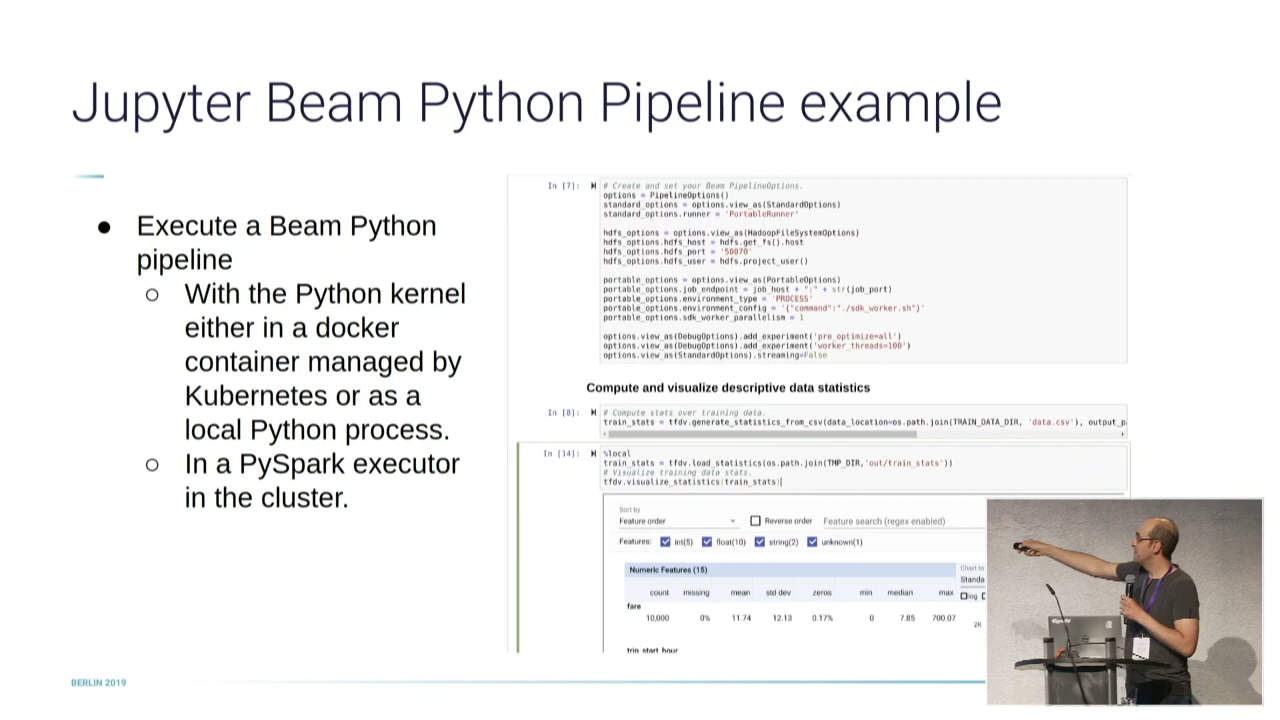 Jupyter Beam Python Pipeline example
● Execute a Beam Python
pipeline
○ With the Python kernel
either in a docker
container managed by
Kubernetes or as a
local Python process.
○ In a PySpark executor
in the cluster.
In [7]:
# Create and set your Beam PipelineOptions.
options = PipelineOptions()
standard_options = options.view_as(StandardOptions)
standard_options.runner = 'PortableRunner'
hdfs_options = options.view_as(HadoopFileSystemOptions)
hdfs_options.hdfs_host = hdfs.get_fs().host
hdfs_options.hdfs_port = '50070'
hdfs_options.hdfs_user = hdfs.project_user()
portable_options = options.view_as(PortableOptions)
portable_options.job_endpoint = job_host + ":" + str(job_port)
portable_options.environment_type = 'PROCESS'
portable_options.environment_config = '{"command":"./sdk_worker.sh"}'
portable_options.sdk_worker_parallelism = 1
options.view_as(DebugOptions).add_experiment('pre_optimize=all')
options.view_as(DebugOptions).add_experiment('worker_threads=100')
options.view_as(StandardOptions).streaming=False
Compute and visualize descriptive data statistics
In [8]:
# Compute stats over training data.
train_stats = tfdv.generate_statistics_from_csv(data_location=os.path.join(TRAIN_DATA_DIR, 'data.csv'), output_p
In [14]:
%local
train_stats = tfdv.load_statistics(os.path.join(TMP_DIR,'out/train_stats'))
# Visualize training data stats.
tfdv.visualize_statistics(train_stats)
Sort by
Feature order
Reverse order
Feature search (regex enabled)
Features: int(5) float(10) string(2) unknown(1)
Numeric Features (15)
Chart to
Standa
log
count missing mean std dev zeros min median max
fare
10,000 0% 11.74 12.13 0.17% 0 7.85 700.07
2K
trip_start_hour
BERLIN 2019